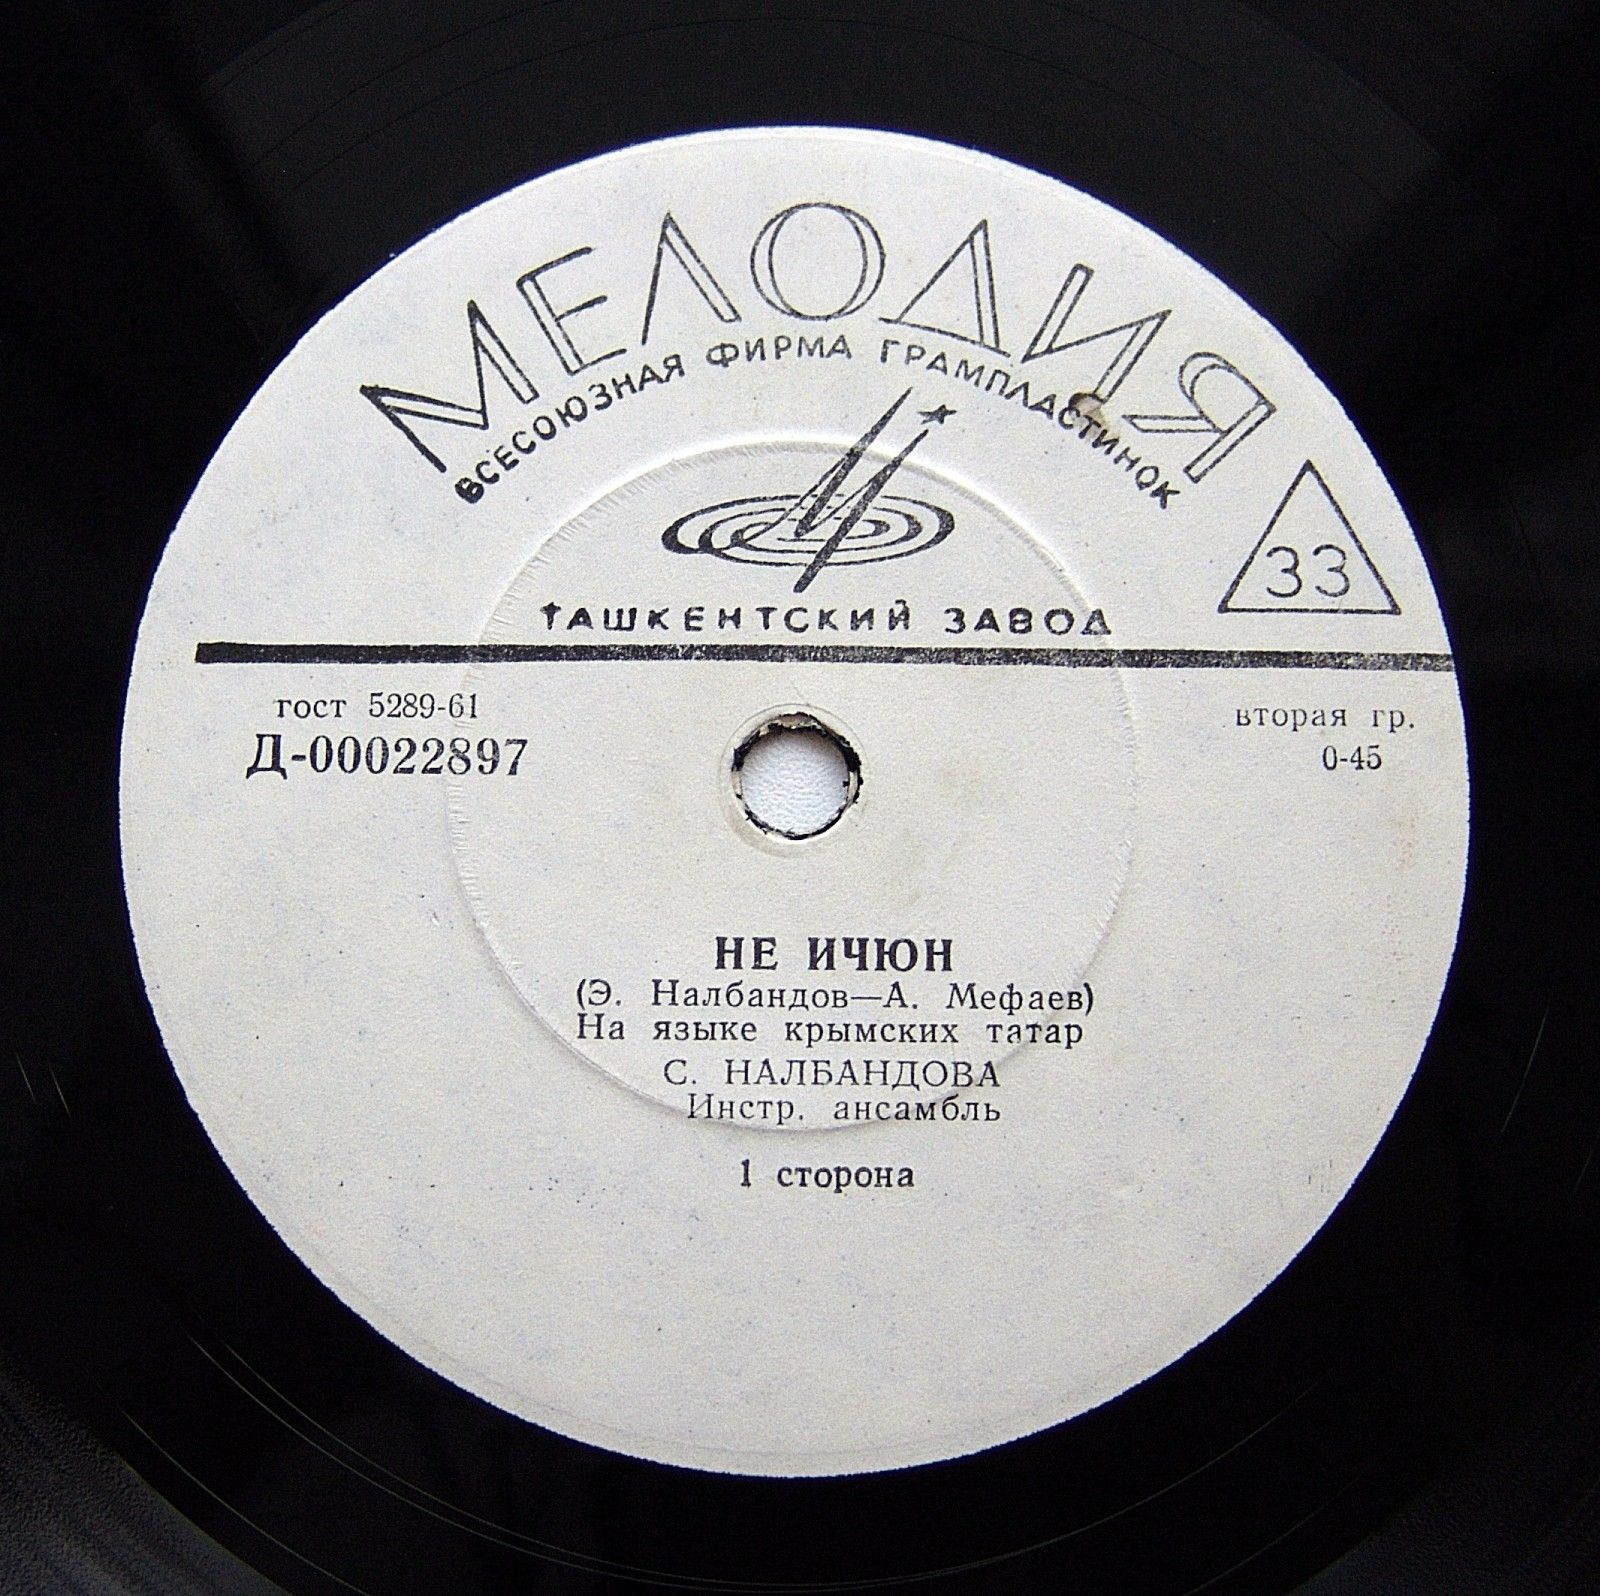 МЕЛОДИЯ
ВСЕСОЮЗНАЯ ФИРМА ГРАМПЛАСТИНОК
33
ТАШКЕНТСКИЙ ЗАВОД
гост 5289-61
Д-00022897
вторая гр.
0-45
НЕ ИЧЮН
(Э. Налбандов—А. Мефаев)
На языке крымских татар
С. НАЛБАНДОВА
Инстр. ансамбль
1 сторона